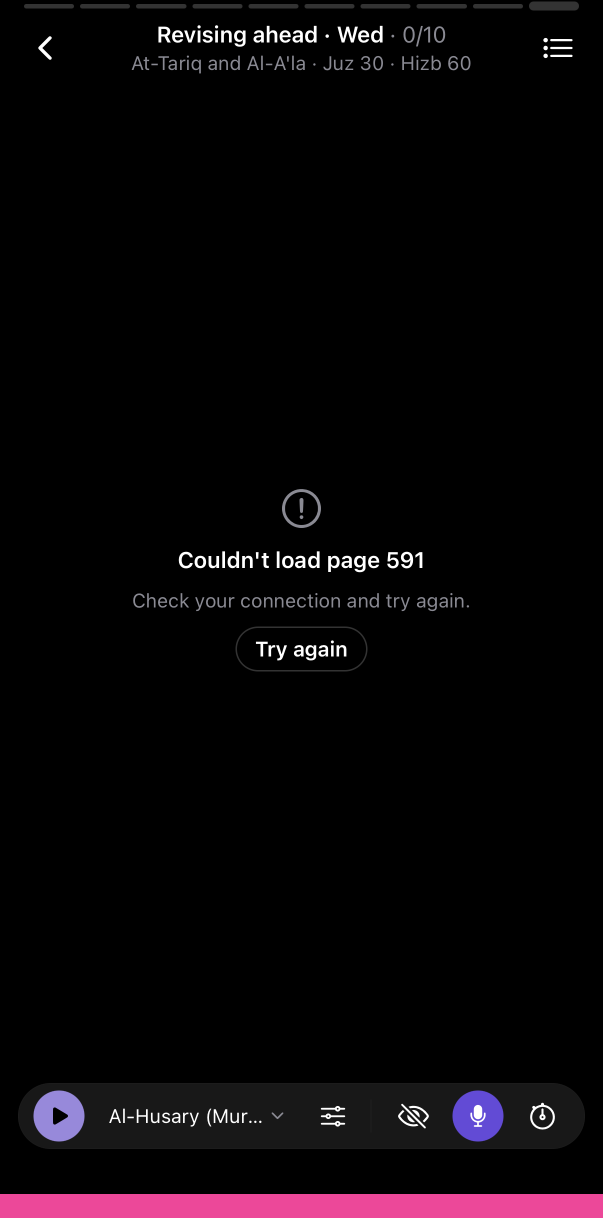 Revising ahead · Wed · 0/10
At-Tariq and Al-A'la · Juz 30 · Hizb 60
Couldn't load page 591
Check your connection and try again.
Try again
Al-Husary (Mur...